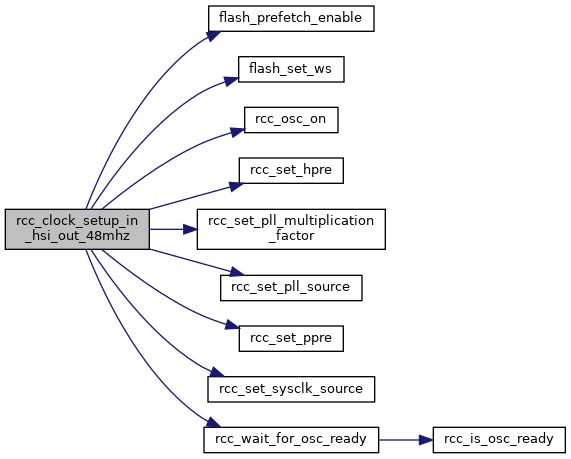 flash_prefetch_enable
flash_set_ws
rcc_osc_on
rcc_set_hpre
rcc_clock_setup_in
_hsi_out_48mhz
rcc_set_pll_multiplication
_factor
rcc_set_pll_source
rcc_set_ppre
rcc_set_sysclk_source
rcc_wait_for_osc_ready
rcc_is_osc_ready